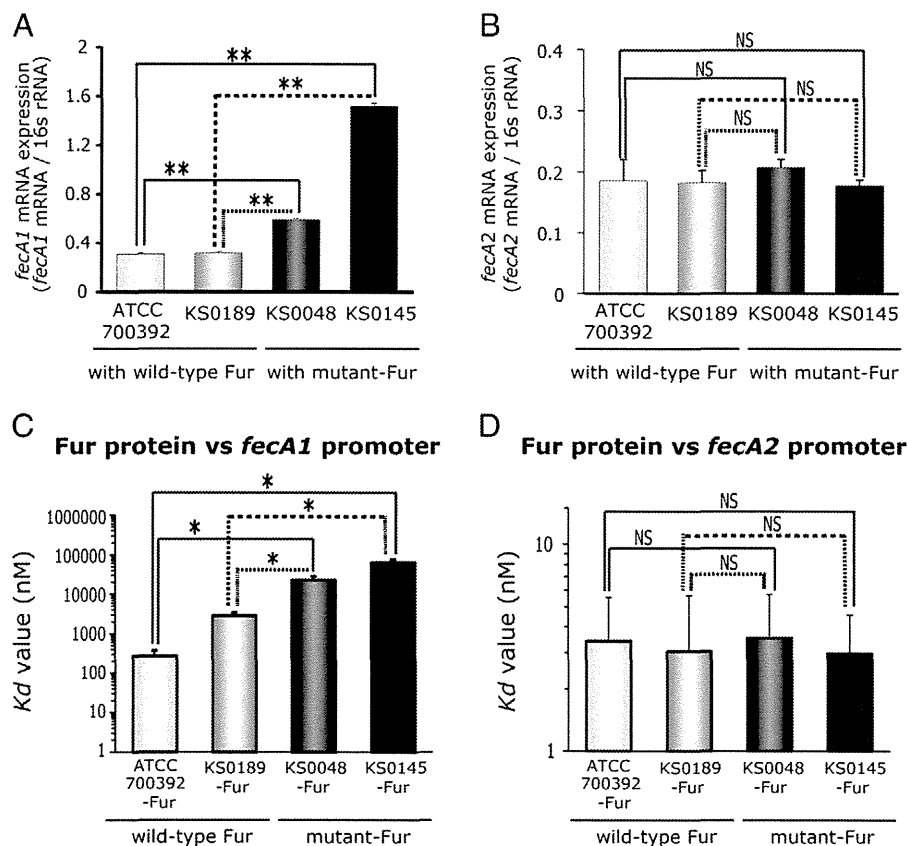 A
fecA1 mRNA expression
(fecA1 mRNA / 16s rRNA)
2
1.6
1.2
0.8
0.4
0
**
**
**
**
ATCC
700392
KS0189
KS0048
KS0145
with wild-type Fur
with mutant-Fur
B
fecA2 mRNA expression
(fecA2 mRNA / 16s rRNA)
0.4
0.3
0.2
0.1
0
NS
NS
NS
NS
ATCC
700392
KS0189
KS0048
KS0145
with wild-type Fur
with mutant-Fur
C
Fur protein vs fecA1 promoter
Kd value (nM)
1000000
100000
10000
1000
100
10
1
*
*
*
*
ATCC
700392
-Fur
KS0189
-Fur
KS0048
-Fur
KS0145
-Fur
wild-type Fur
mutant-Fur
D
Fur protein vs fecA2 promoter
Kd value (nM)
10
1
NS
NS
NS
NS
ATCC
700392
-Fur
KS0189
-Fur
KS0048
-Fur
KS0145
-Fur
wild-type Fur
mutant-Fur